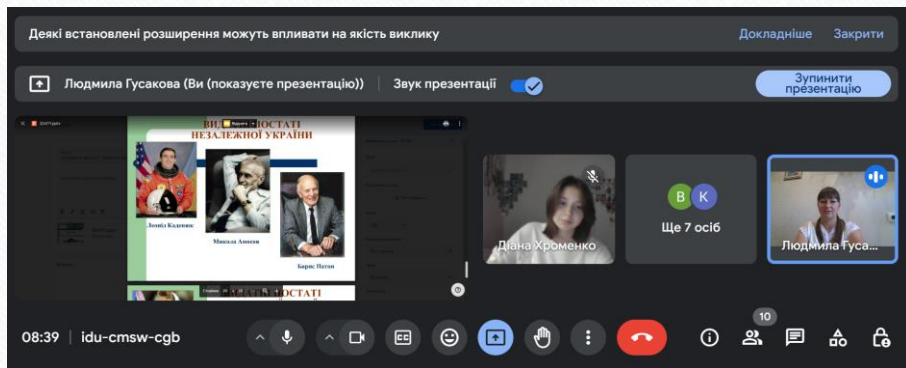 Деякі встановлені розширення можуть впливати на якість виклику
Докладніше
Закрити
Людмила Гусакова (Ви (показуєте презентацію))
Звук презентації
Зупинити
презентацію
НЕЗАЛЕЖНОЇ УКРАЇНИ
Леонід Каденюк
Микола Амосов
Борис Патон
Діана Хроменко
В К
Ще 7 осіб
Людмила Гуса...
08:39 | idu-cmsw-cgb
CC
10